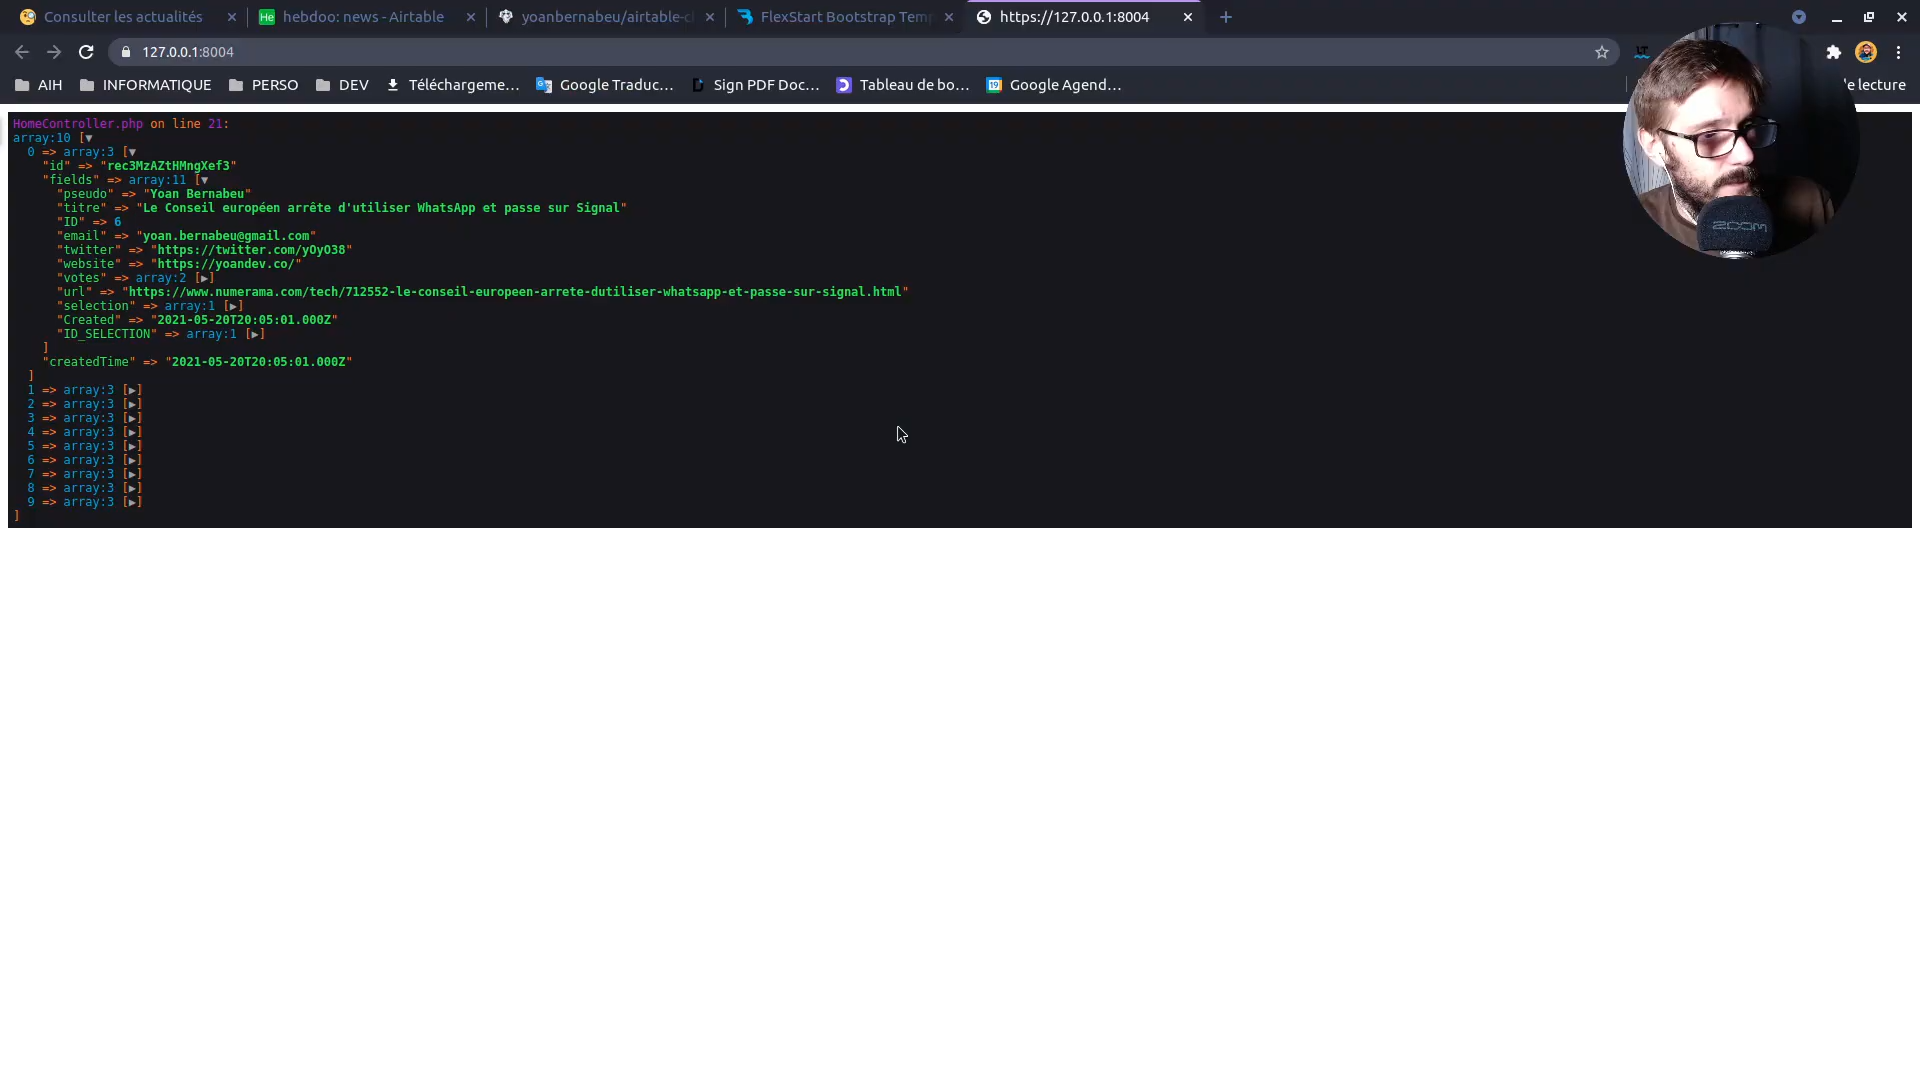 Consulter les actualités
He hebdoo: news - Airtable
yoanbernabeu/airtable-cl
FlexStart Bootstrap Temp
https://127.0.0.1:8004
127.0.0.1:8004
AIH
INFORMATIQUE
PERSO
DEV
Téléchargeme…
Google Traduc…
Sign PDF Doc…
Tableau de bo…
19 Google Agend…
de lecture
HomeController.php on line 21:
array:10 [▼
0 => array:3 [▼
"id" => "rec3MzAZtHMngXef3"
"fields" => array:11 [▼
"pseudo" => "Yoan Bernabeu"
"titre" => "Le Conseil européen arrête d'utiliser WhatsApp et passe sur Signal"
"ID" => 6
"email" => "yoan.bernabeu@gmail.com"
"twitter" => "https://twitter.com/yOyO38"
"website" => "https://yoandev.co/"
"votes" => array:2 [▶]
"url" => "https://www.numerama.com/tech/712552-le-conseil-europeen-arrete-dutiliser-whatsapp-et-passe-sur-signal.html"
"selection" => array:1 [▶]
"Created" => "2021-05-20T20:05:01.000Z"
"ID_SELECTION" => array:1 [▶]
]
"createdTime" => "2021-05-20T20:05:01.000Z"
]
1 => array:3 [▶]
2 => array:3 [▶]
3 => array:3 [▶]
4 => array:3 [▶]
5 => array:3 [▶]
6 => array:3 [▶]
7 => array:3 [▶]
8 => array:3 [▶]
9 => array:3 [▶]
]
ZOOM